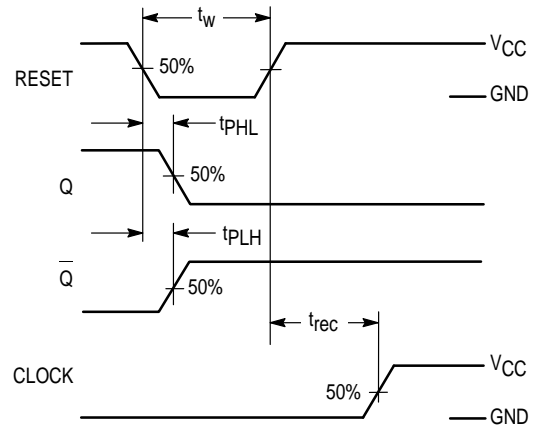 tw
VCC
50%
RESET
GND
tPHL
50%
Q
tPLH
Q
50%
trec
VCC
CLOCK
50%
GND